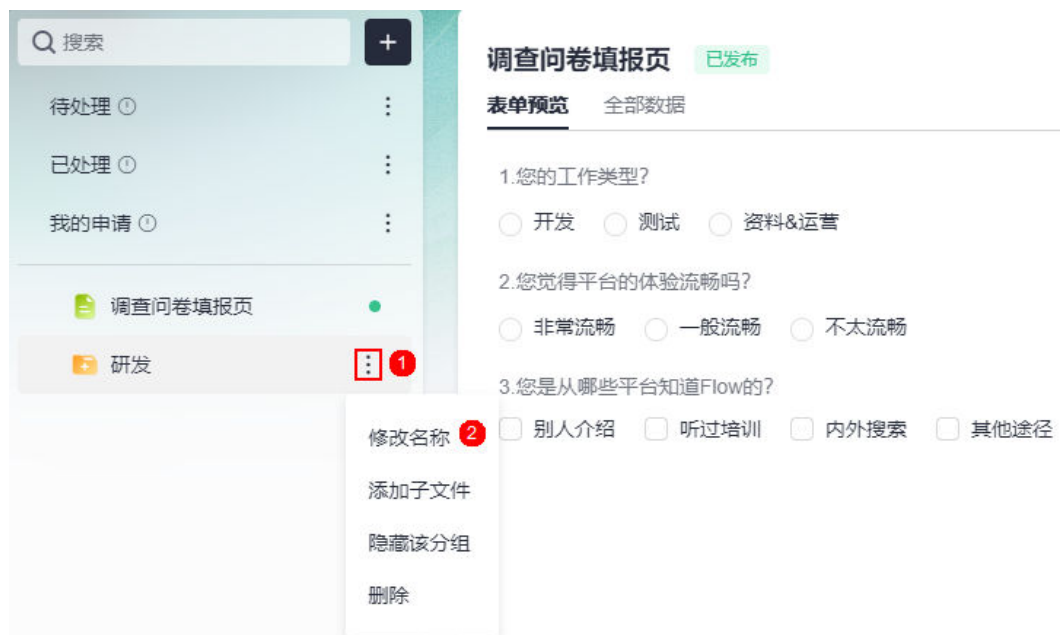 搜索
+
待处理
已处理
我的申请
调查问卷填报页
研发
1
修改名称 2
添加子文件
隐藏该分组
删除
调查问卷填报页 已发布
表单预览 全部数据
1.您的工作类型?
开发 测试 资料&运营
2.您觉得平台的体验流畅吗?
非常流畅 一般流畅 不太流畅
3.您是从哪些平台知道Flow的?
别人介绍 听过培训 内外搜索 其他途径